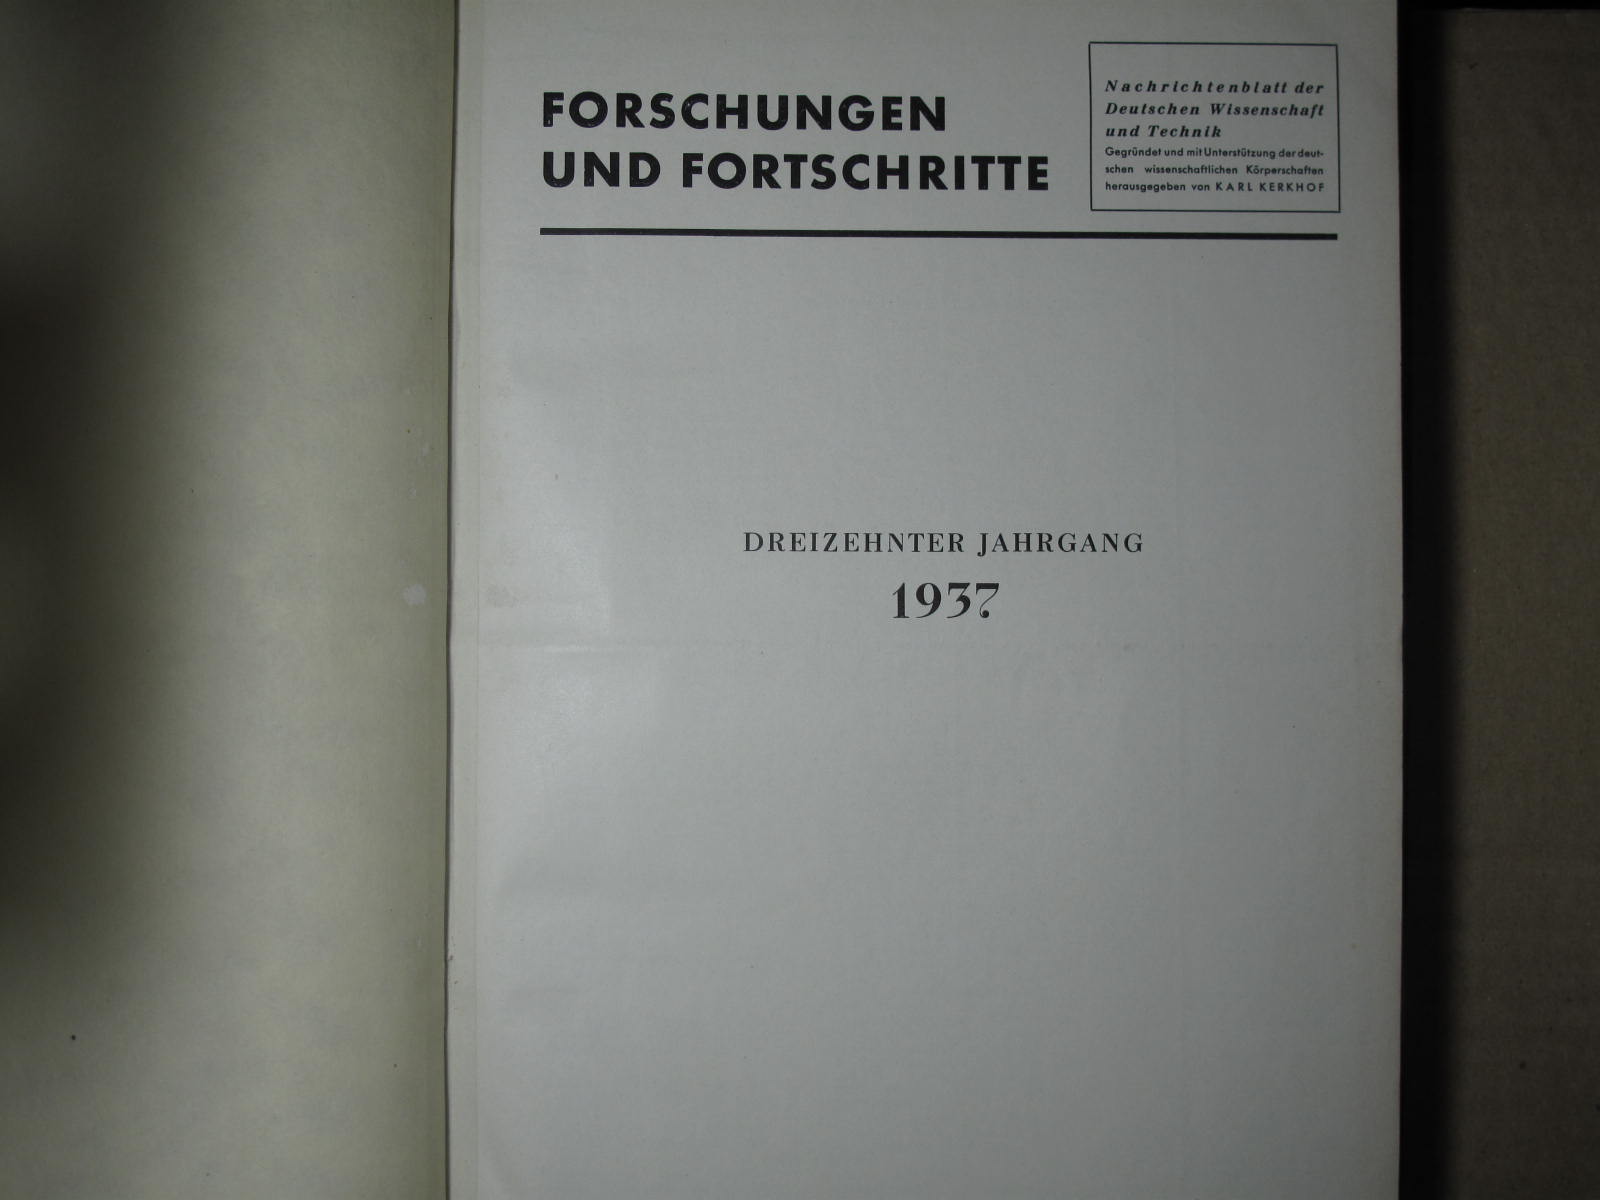 FORSCHUNGEN
UND FORTSCHRITTE
Nachrichtenblatt der
Deutschen Wissenschaft
und Technik
Gegründet und mit Unterstützung der deut-
schen wissenschaftlichen Körperschaften
herausgegeben von KARL KERKHOF
DREIZEHNTER JAHRGANG
1937